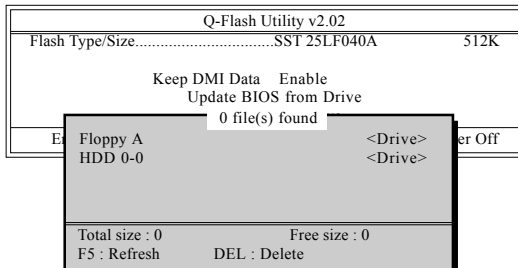 Q-Flash Utility v2.02
Flash Type/Size.................................SST 25LF040A 512K
Keep DMI Data Enable
Update BIOS from Drive
0 file(s) found
Floppy A <Drive>
HDD 0-0 <Drive>
Off
Total size : 0 Free size : 0
F5 : Refresh DEL : Delete